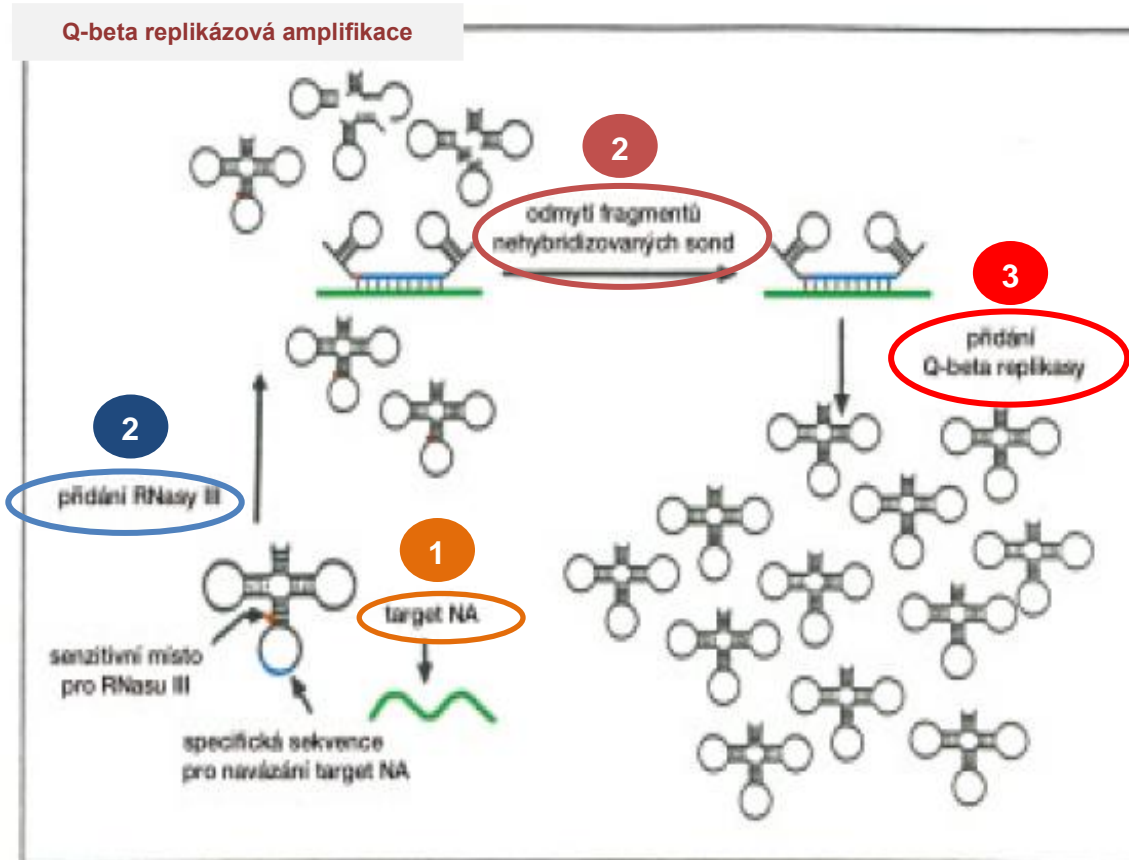 Q-beta replikázová amplifikace
2
odmytí fragmentů
nehybridizovaných sond
3
přidání
Q-beta replikasy
2
přidání RNasy III
1
target NA
senzitivní místo
pro RNasu III
specifická sekvence
pro navázání target NA